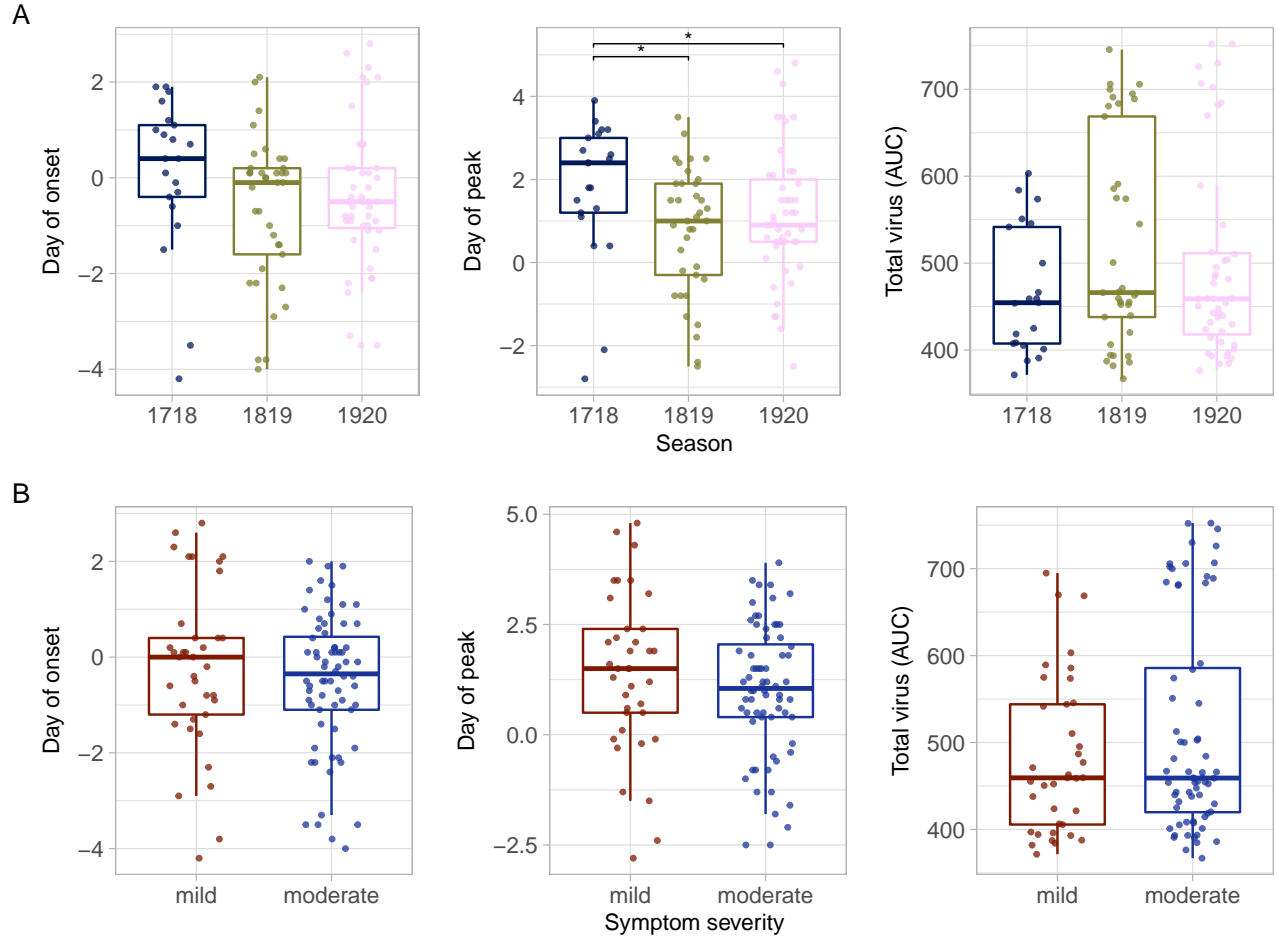 A
Day of onset
2
0
−2
−4
1718
1819
1920
Day of peak
4
2
0
−2
*
*
1718
1819
1920
Season
Total virus (AUC)
700
600
500
400
1718
1819
1920
B
Day of onset
2
0
−2
−4
mild
moderate
Day of peak
5.0
2.5
0.0
−2.5
mild
moderate
Symptom severity
Total virus (AUC)
700
600
500
400
mild
moderate